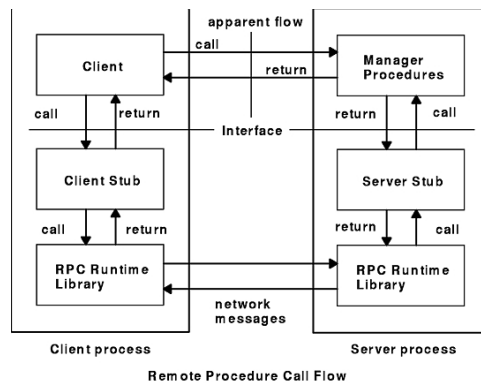 apparent flow
call
Client
Manager
Procedures
return
call
return
return
call
Interface
Client Stub
Server Stub
call
return
return
call
RPC Runtime
Library
RPC Runtime
Library
network
messages
Client process
Server process
Remote Procedure Call Flow